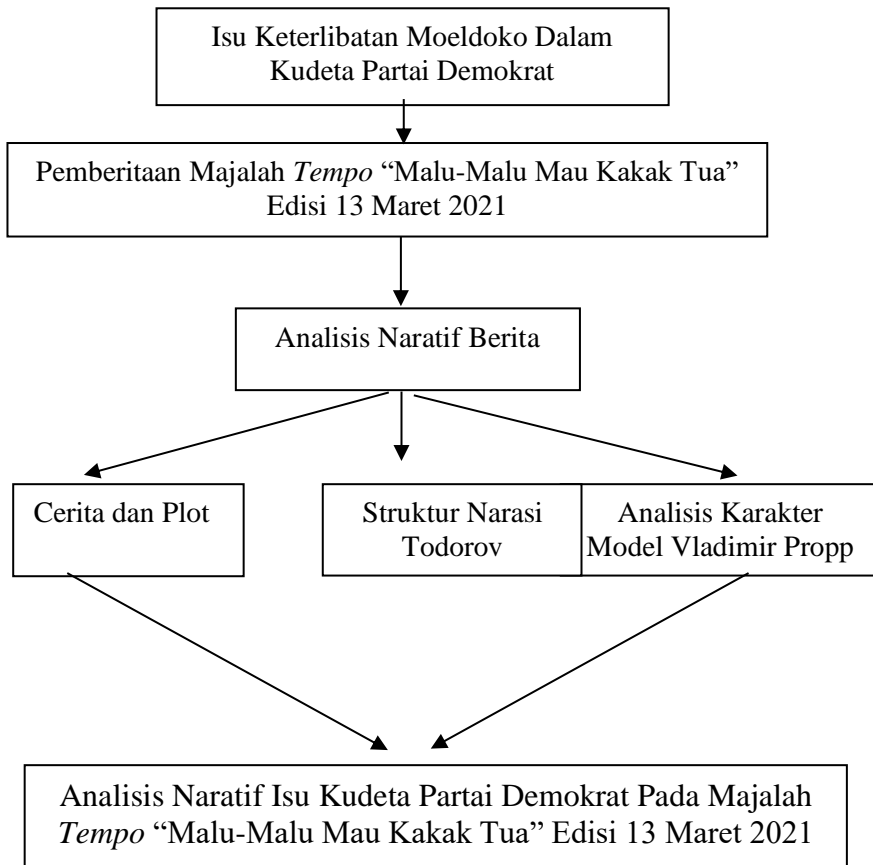 Isu Keterlibatan Moeldoko Dalam
Kudeta Partai Demokrat
Pemberitaan Majalah Tempo “Malu-Malu Mau Kakak Tua”
Edisi 13 Maret 2021
Analisis Naratif Berita
Cerita dan Plot
Struktur Narasi
Todorov
Analisis Karakter
Model Vladimir Propp
Analisis Naratif Isu Kudeta Partai Demokrat Pada Majalah
Tempo “Malu-Malu Mau Kakak Tua” Edisi 13 Maret 2021